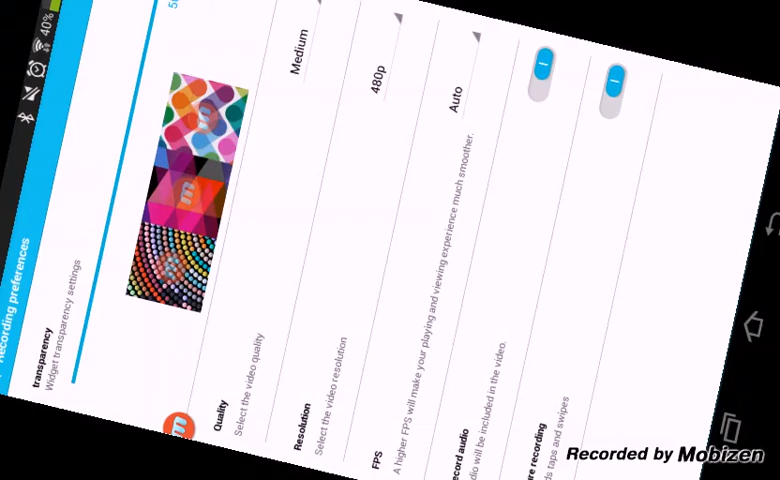 40%
Recording preferences
transparency
Widget transparency settings
Quality
Select the video quality
Medium
Resolution
Select the video resolution
480p
FPS
A higher FPS will make your playing and viewing experience much smoother.
Auto
ecord audio
dio will be included in the video.
ure recording
ds taps and swipes
Recorded by Mobizen